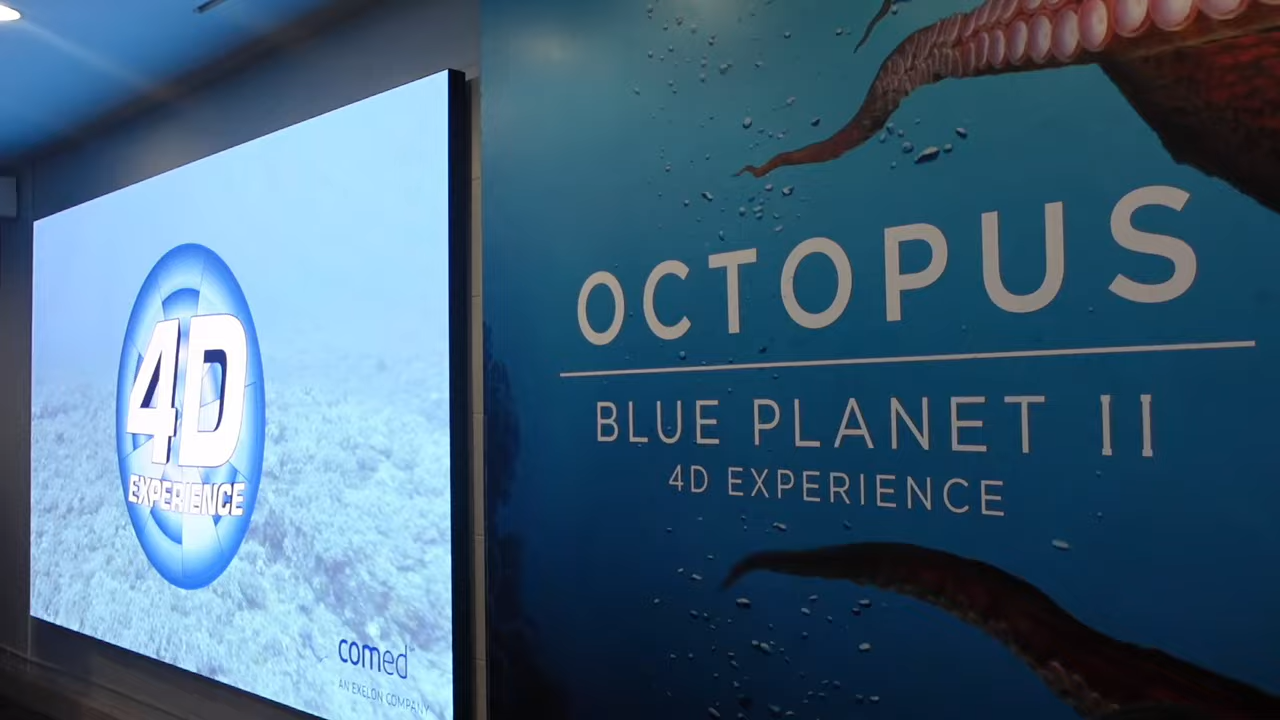 4D
EXPERIENCE
comed
AN EXELON COMPANY
OCTOPUS
BLUE PLANET II
4D EXPERIENCE